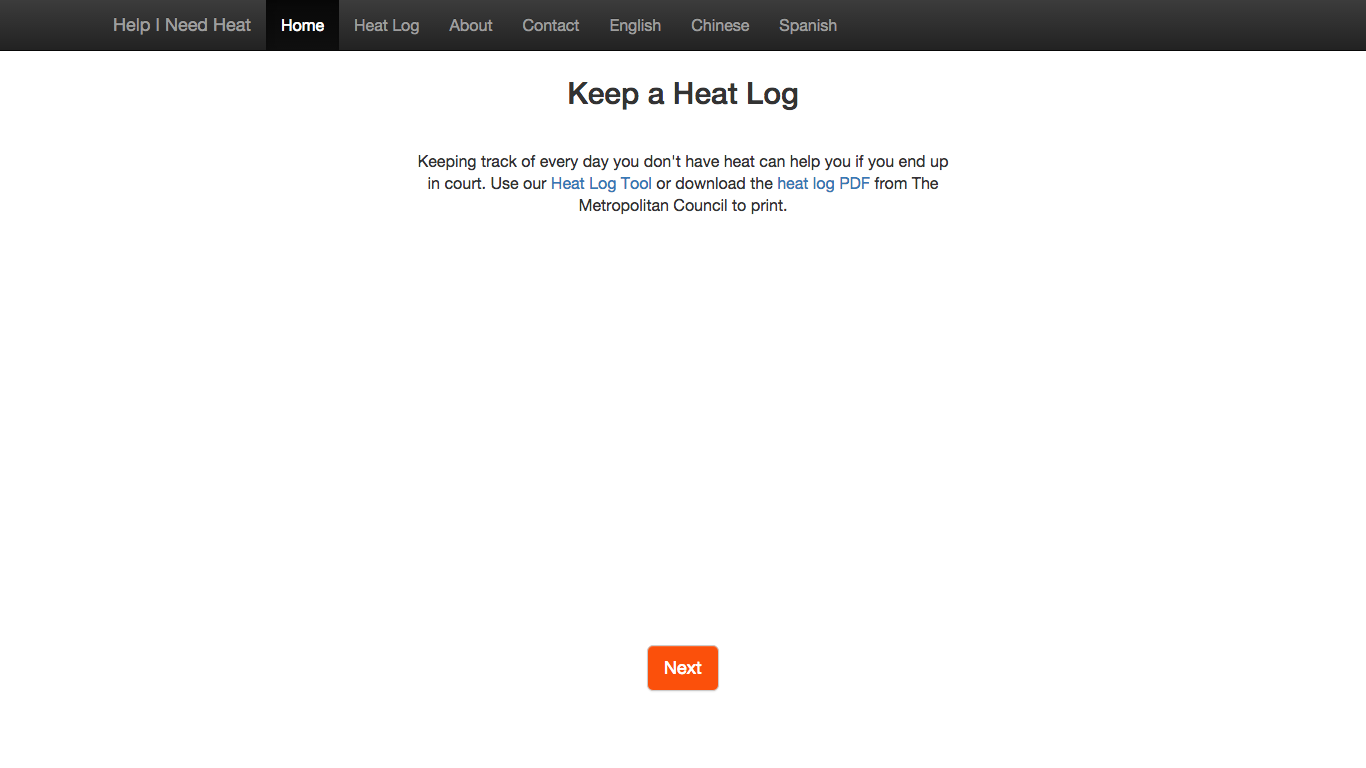 Help I Need Heat Home Heat Log About Contact English Chinese Spanish
Keep a Heat Log
Keeping track of every day you don't have heat can help you if you end up
in court. Use our Heat Log Tool or download the heat log PDF from The
Metropolitan Council to print.
Next